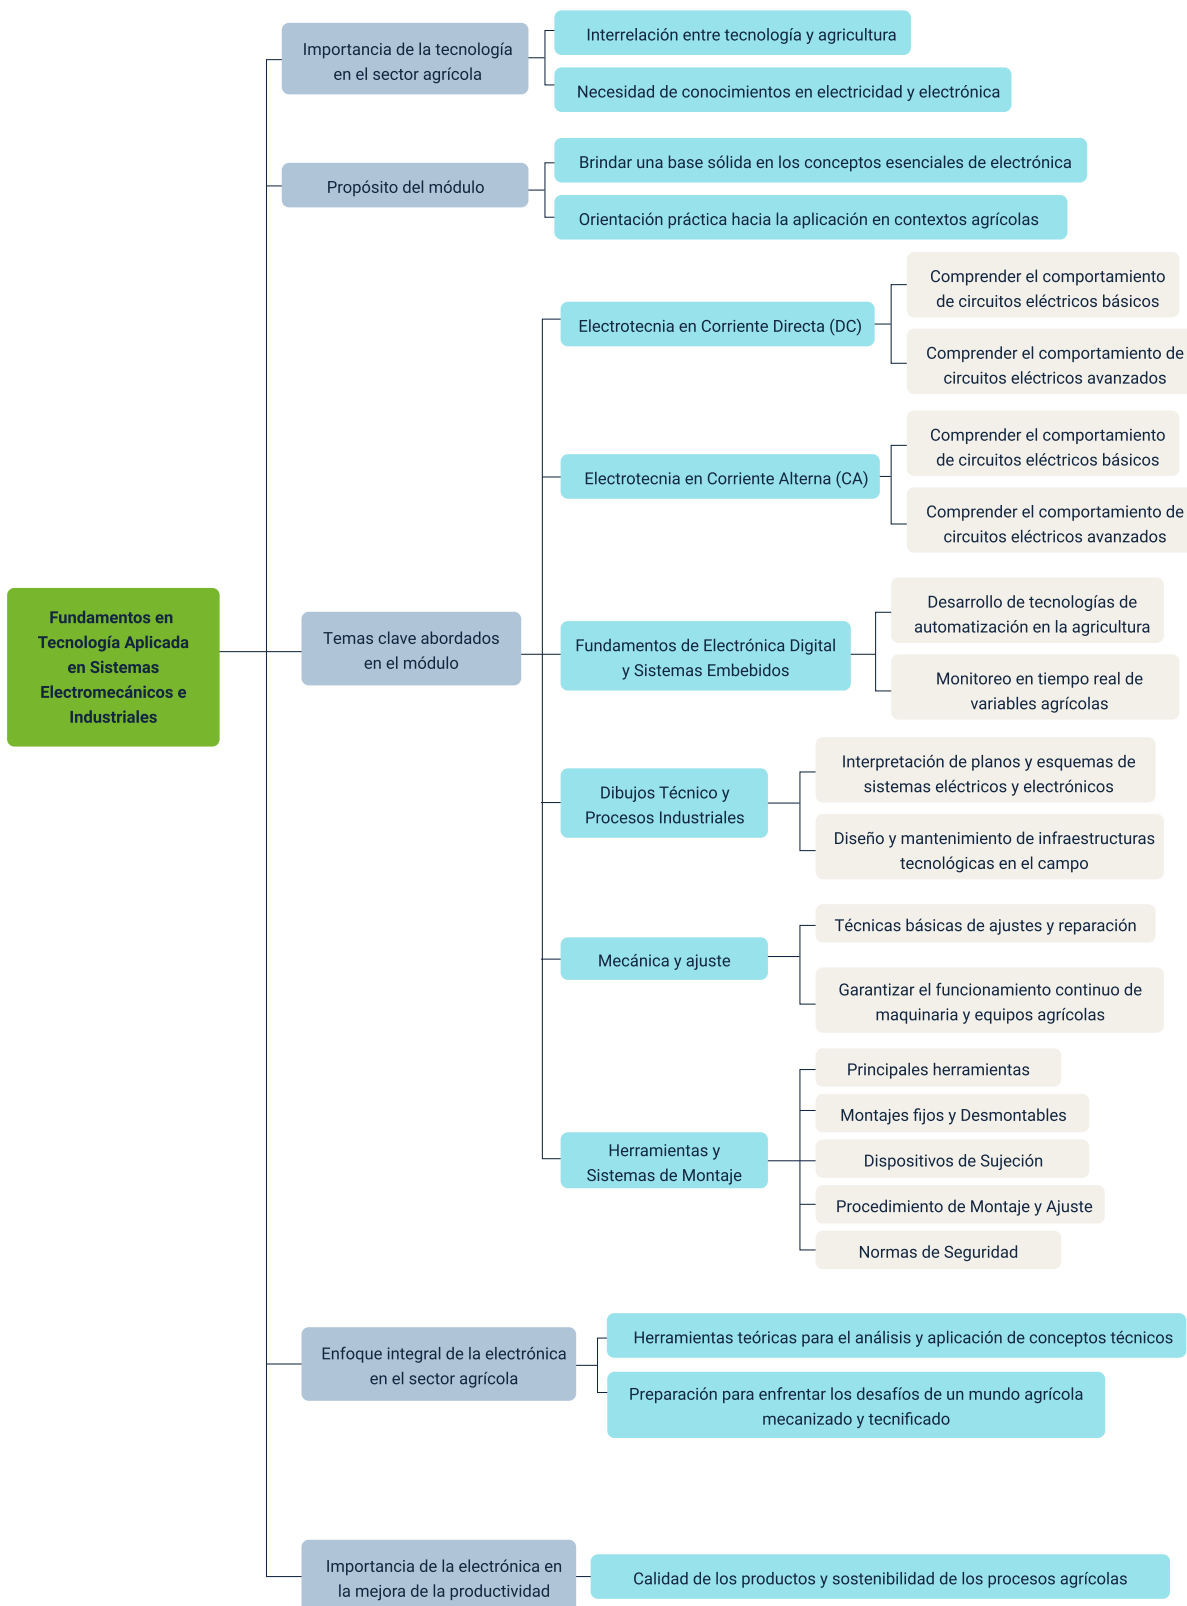 Fundamentos en
Tecnología Aplicada
en Sistemas
Electromecánicos e
Industriales
Importancia de la tecnología
en el sector agrícola
Interrelación entre tecnología y agricultura
Necesidad de conocimientos en electricidad y electrónica
Propósito del módulo
Brindar una base sólida en los conceptos esenciales de electrónica
Orientación práctica hacia la aplicación en contextos agrícolas
Temas clave abordados
en el módulo
Electrotecnia en Corriente Directa (DC)
Comprender el comportamiento
de circuitos eléctricos básicos
Comprender el comportamiento de
circuitos eléctricos avanzados
Electrotecnia en Corriente Alterna (CA)
Comprender el comportamiento
de circuitos eléctricos básicos
Comprender el comportamiento de
circuitos eléctricos avanzados
Fundamentos de Electrónica Digital
y Sistemas Embebidos
Desarrollo de tecnologías de
automatización en la agricultura
Monitoreo en tiempo real de
variables agrícolas
Dibujos Técnico y
Procesos Industriales
Interpretación de planos y esquemas de
sistemas eléctricos y electrónicos
Diseño y mantenimiento de infraestructuras
tecnológicas en el campo
Mecánica y ajuste
Técnicas básicas de ajustes y reparación
Garantizar el funcionamiento continuo de
maquinaria y equipos agrícolas
Herramientas y
Sistemas de Montaje
Principales herramientas
Montajes fijos y Desmontables
Dispositivos de Sujeción
Procedimiento de Montaje y Ajuste
Normas de Seguridad
Enfoque integral de la electrónica
en el sector agrícola
Herramientas teóricas para el análisis y aplicación de conceptos técnicos
Preparación para enfrentar los desafíos de un mundo agrícola
mecanizado y tecnificado
Importancia de la electrónica en
la mejora de la productividad
Calidad de los productos y sostenibilidad de los procesos agrícolas